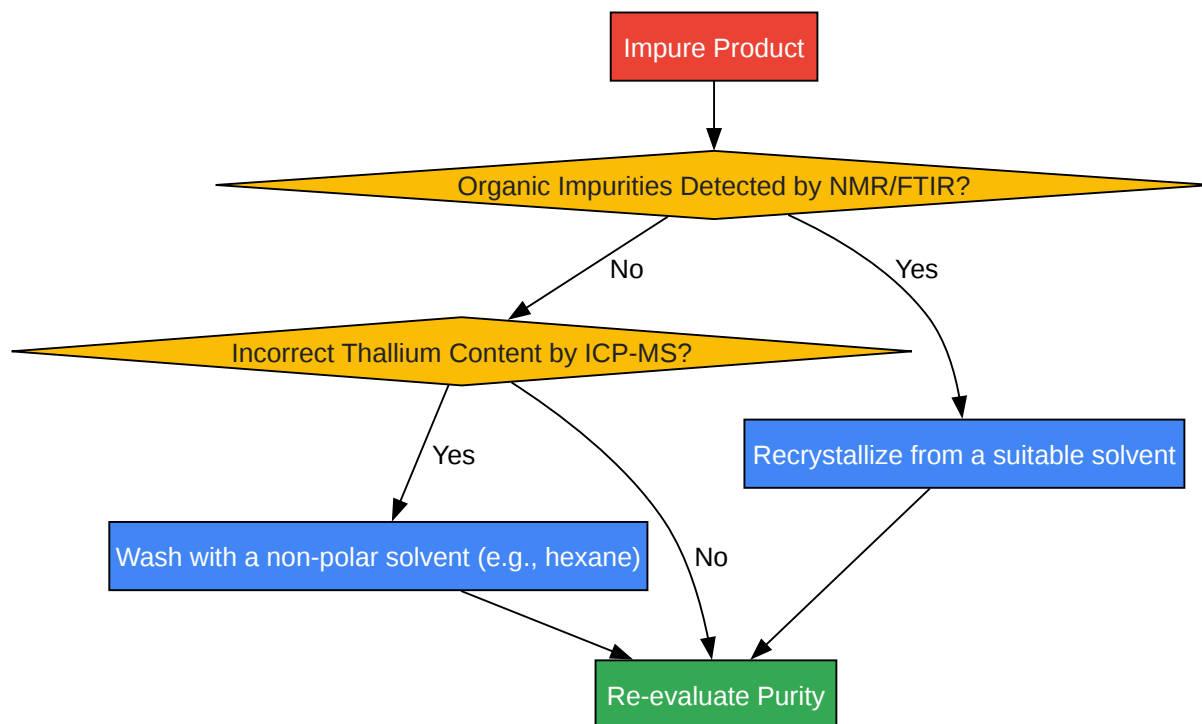 Impure Product
Organic Impurities Detected by NMR/FTIR?
No
Yes
Incorrect Thallium Content by ICP-MS?
Yes
Recrystallize from a suitable solvent
Wash with a non-polar solvent (e.g., hexane)
No
Re-evaluate Purity